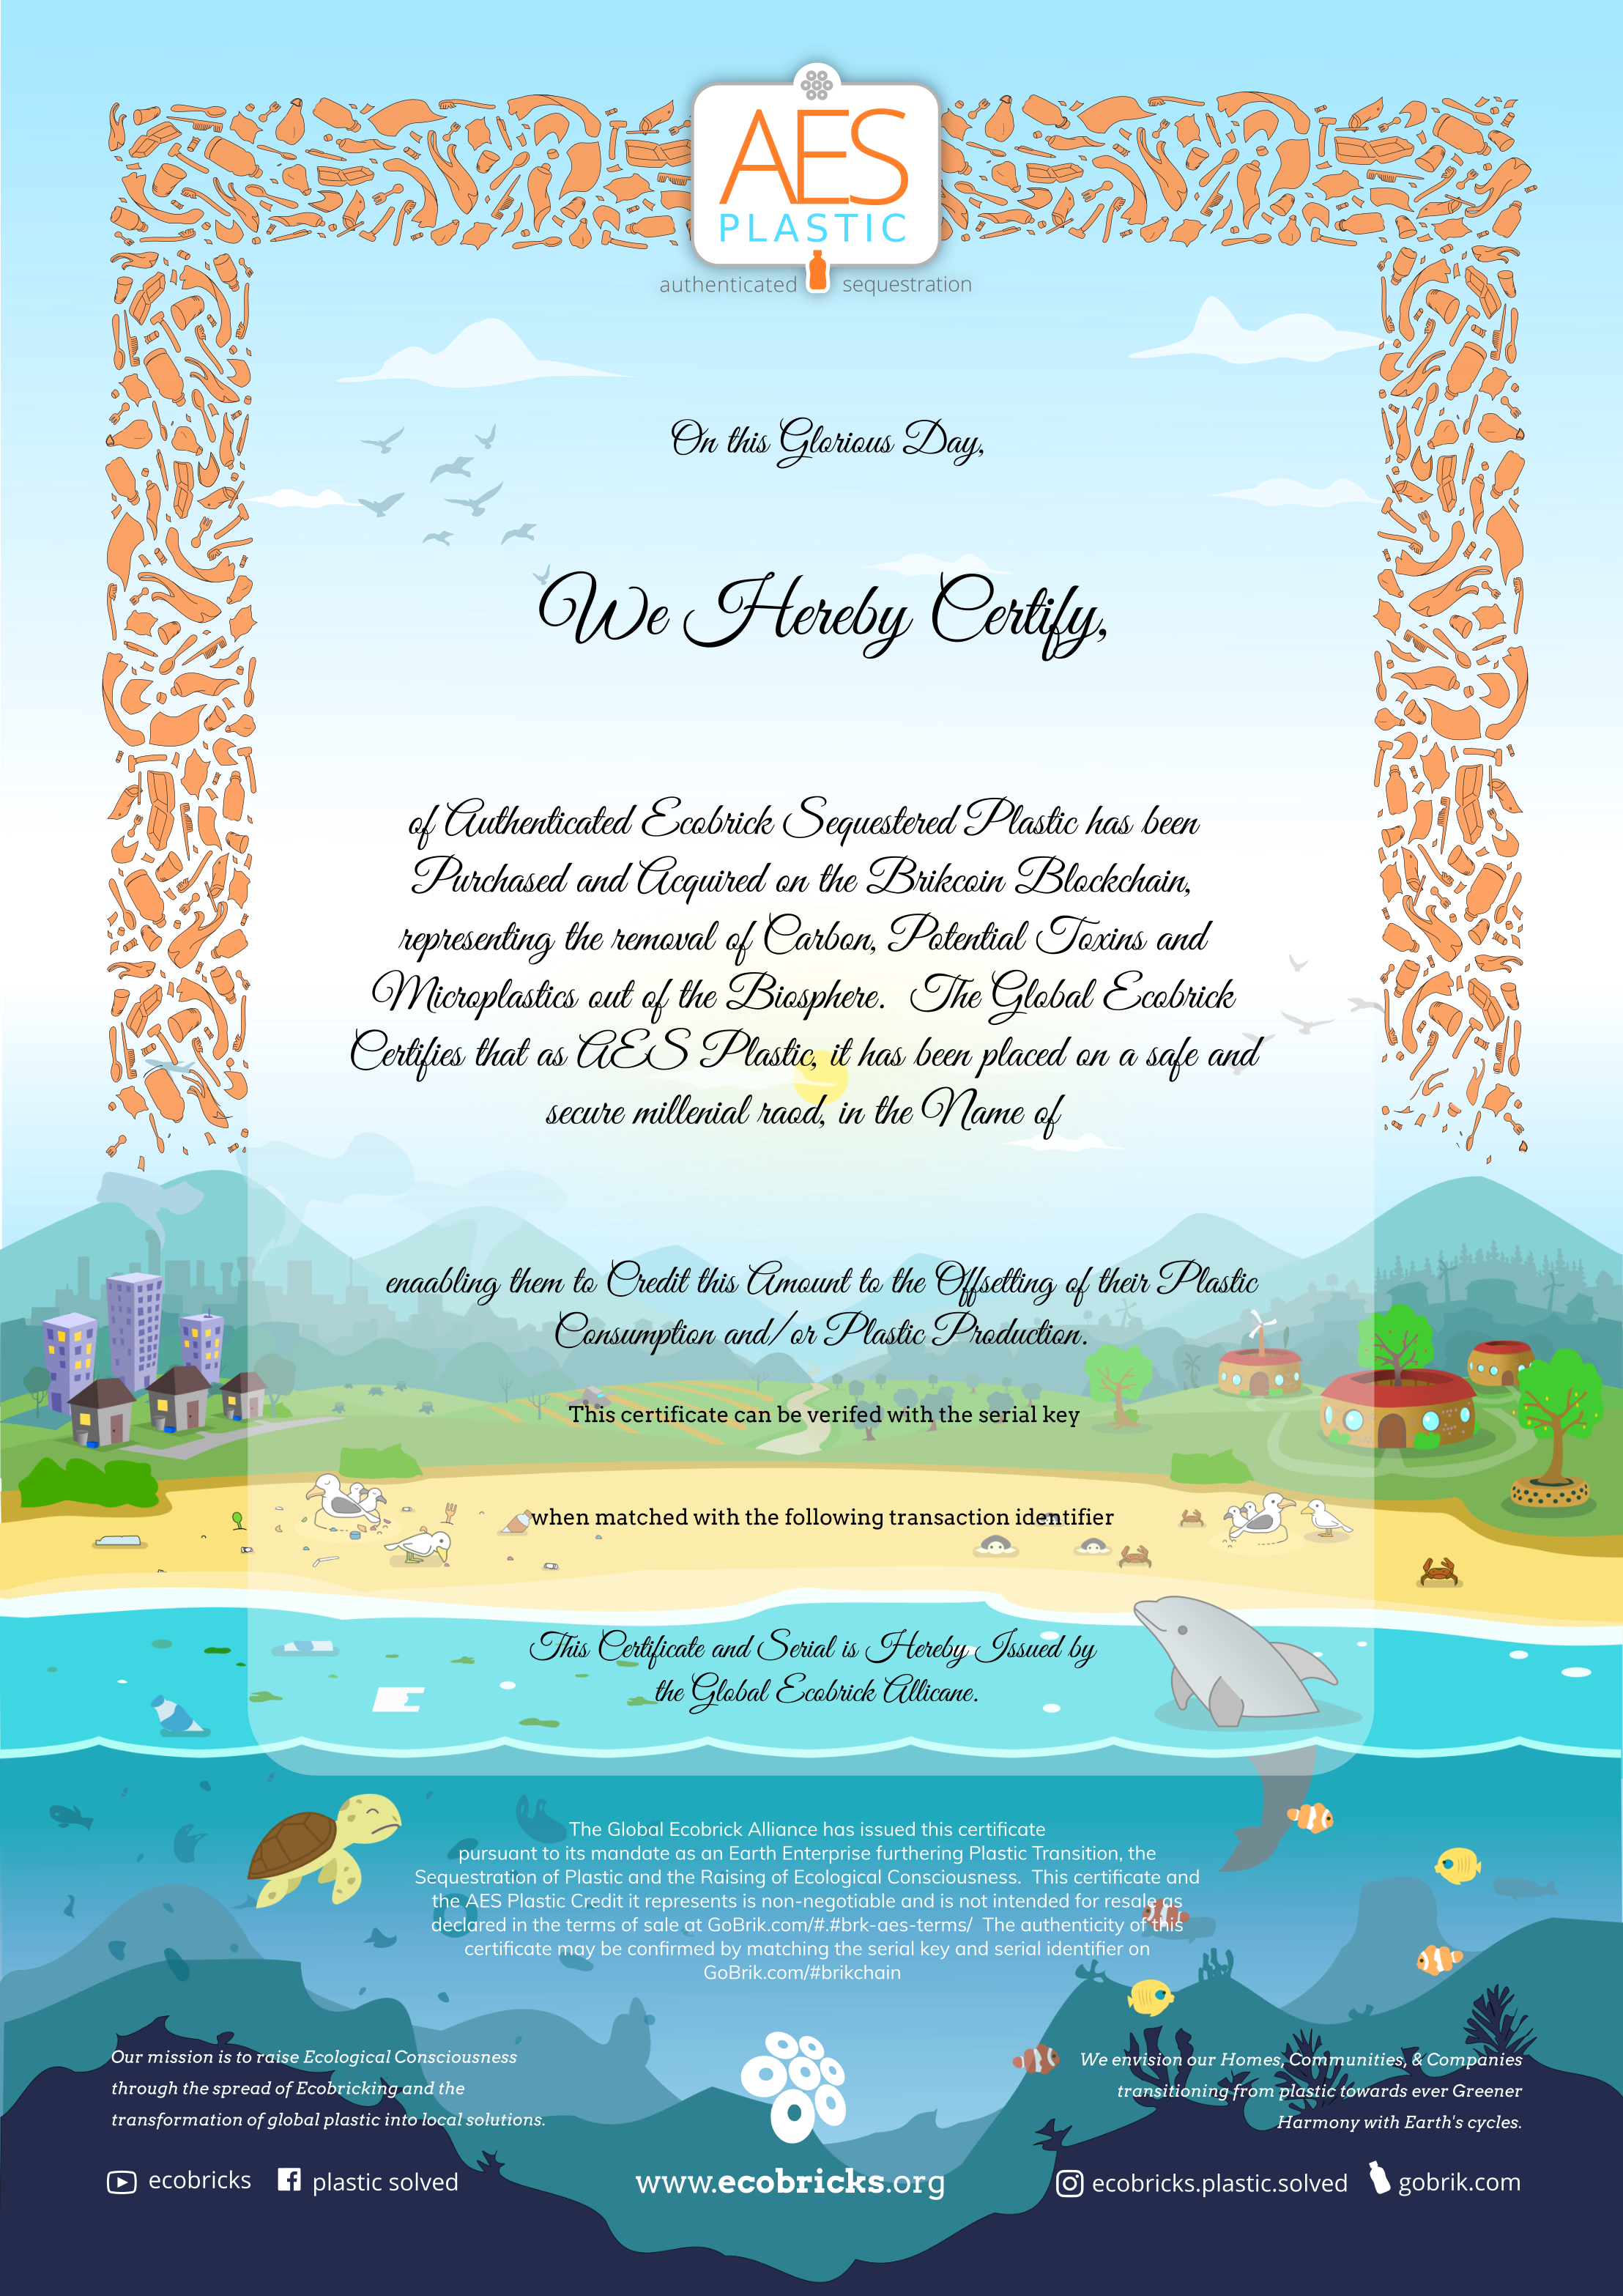 AES
PLASTIC
authenticated sequestration
On this Glorious Day,
We Hereby Certify,
of Authenticated Ecobrick Sequestered Plastic has been
Purchased and Acquired on the Brikcoin Blockchain,
representing the removal of Carbon, Potential Toxins and
Microplastics out of the Biosphere. The Global Ecobrick
Certifies that as AES Plastic, it has been placed on a safe and
secure millenial raod, in the Name of
enaabling them to Credit this Amount to the Offsetting of their Plastic
Consumption and/or Plastic Production.
This certificate can be verifed with the serial key
when matched with the following transaction identifier
This Certificate and Serial is Hereby Issued by
the Global Ecobrick Allicane.
The Global Ecobrick Alliance has issued this certificate
pursuant to its mandate as an Earth Enterprise furthering Plastic Transition, the
Sequestration of Plastic and the Raising of Ecological Consciousness. This certificate and
the AES Plastic Credit it represents is non-negotiable and is not intended for resale as
declared in the terms of sale at GoBrik.com/#.#brk-aes-terms/ The authenticity of this
certificate may be confirmed by matching the serial key and serial identifier on
GoBrik.com/#brikchain
Our mission is to raise Ecological Consciousness
through the spread of Ecobricking and the
transformation of global plastic into local solutions.
We envision our Homes, Communities, & Companies
transitioning from plastic towards ever Greener
Harmony with Earth's cycles.
ecobricks plastic solved
www.ecobricks.org
ecobricks.plastic.solved gobrik.com